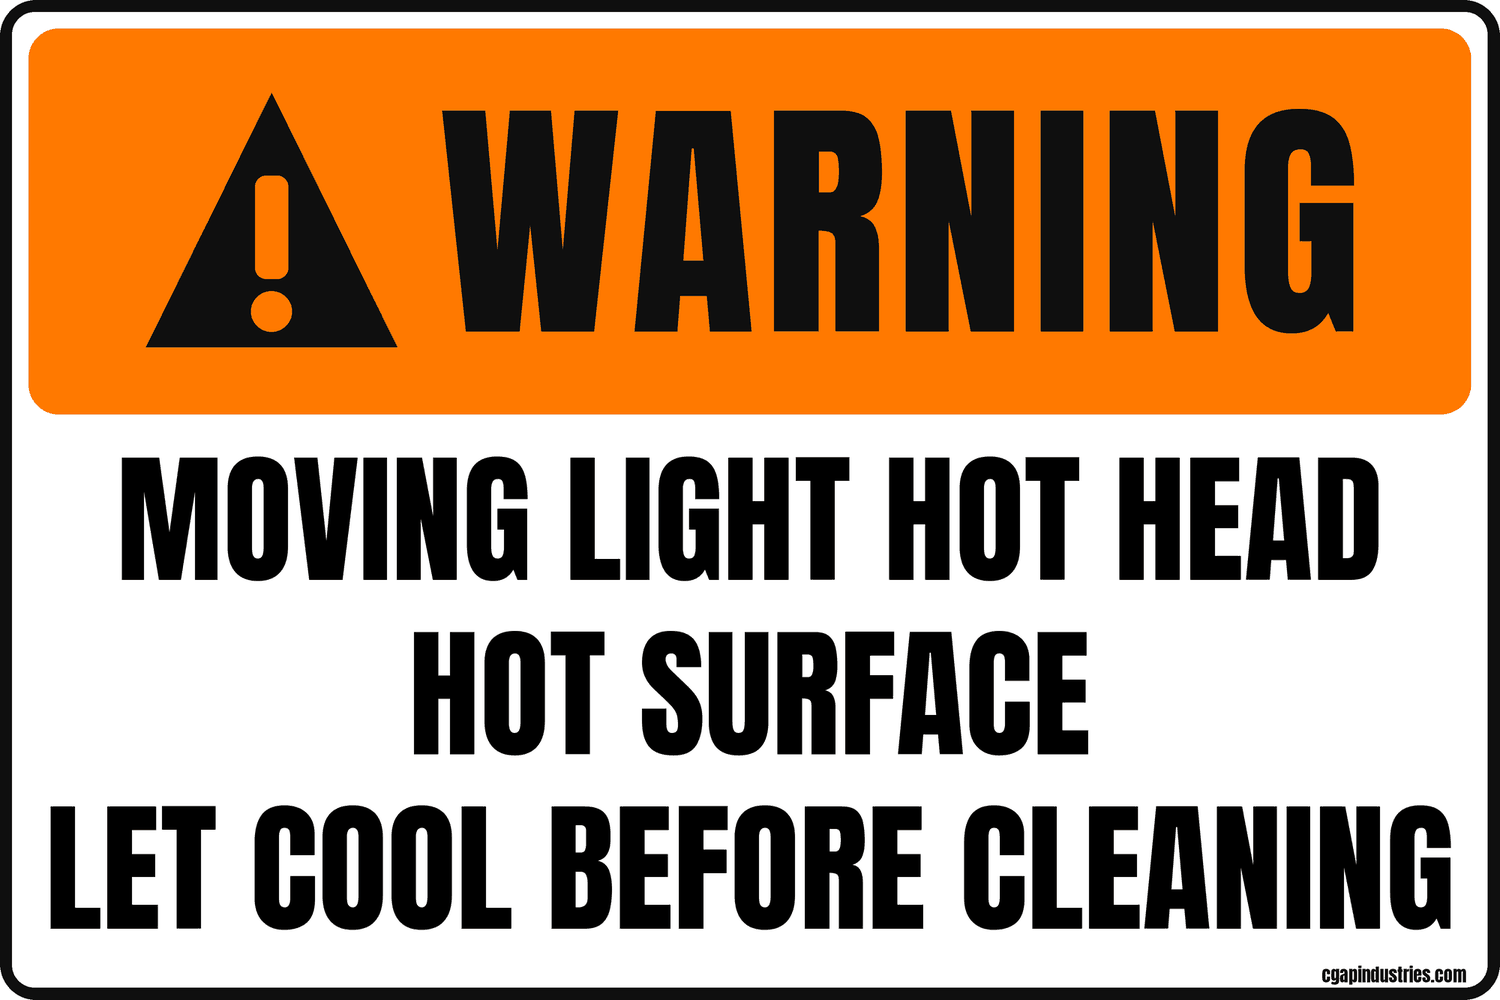 WARNING
MOVING LIGHT HOT HEAD
HOT SURFACE
LET COOL BEFORE CLEANING
cgapindustries.com